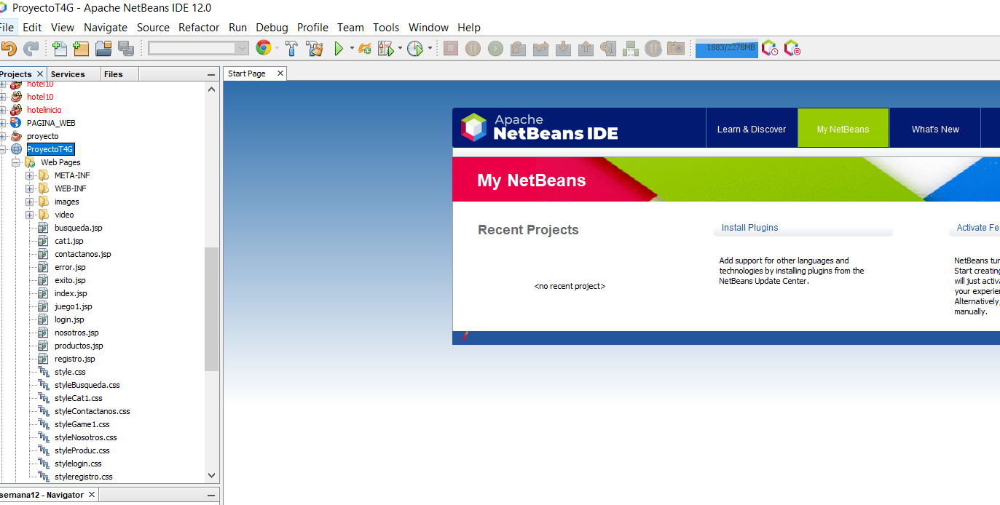 ProyectoT4G - Apache NetBeans IDE 12.0
File Edit View Navigate Source Refactor Run Debug Profile Team Tools Window Help
1883/2278MB
Projects Services Files
Start Page
hotel10
hotel10
hotelinicio
PAGINA_WEB
proyecto
ProyectoT4G
Web Pages
META-INF
WEB-INF
images
video
busqueda.jsp
cat1.jsp
contactanos.jsp
error.jsp
exito.jsp
index.jsp
juego1.jsp
login.jsp
nosotros.jsp
productos.jsp
registro.jsp
style.css
styleBusqueda.css
styleCat1.css
styleContactanos.css
styleGame1.css
styleNosotros.css
styleProduc.css
stylelogin.css
styleregistro.css
semana12 - Navigator
Apache
NetBeans IDE
Learn & Discover
My NetBeans
What's New
My NetBeans
Recent Projects
<no recent project>
Install Plugins
Add support for other languages and
technologies by installing plugins from the
NetBeans Update Center.
Activate Fe
NetBeans tur
Start creating
will just activa
your experien
Alternatively,
manually.